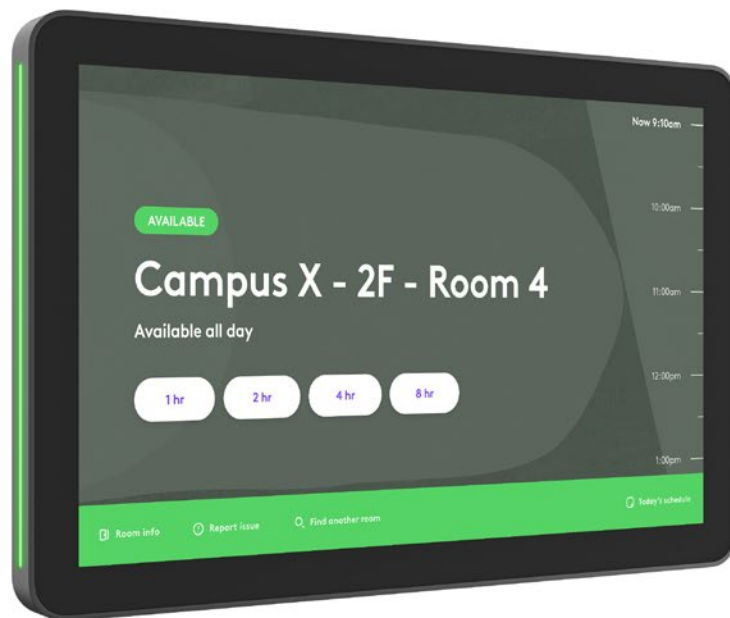 Now 9:10am
10:00am
AVAILABLE
Campus X - 2F - Room 4
11:00am
Available all day
12:00pm
1 hr 2 hr 4 hr 8 hr
1:00pm
Room info Report issue Find another room Today's schedule